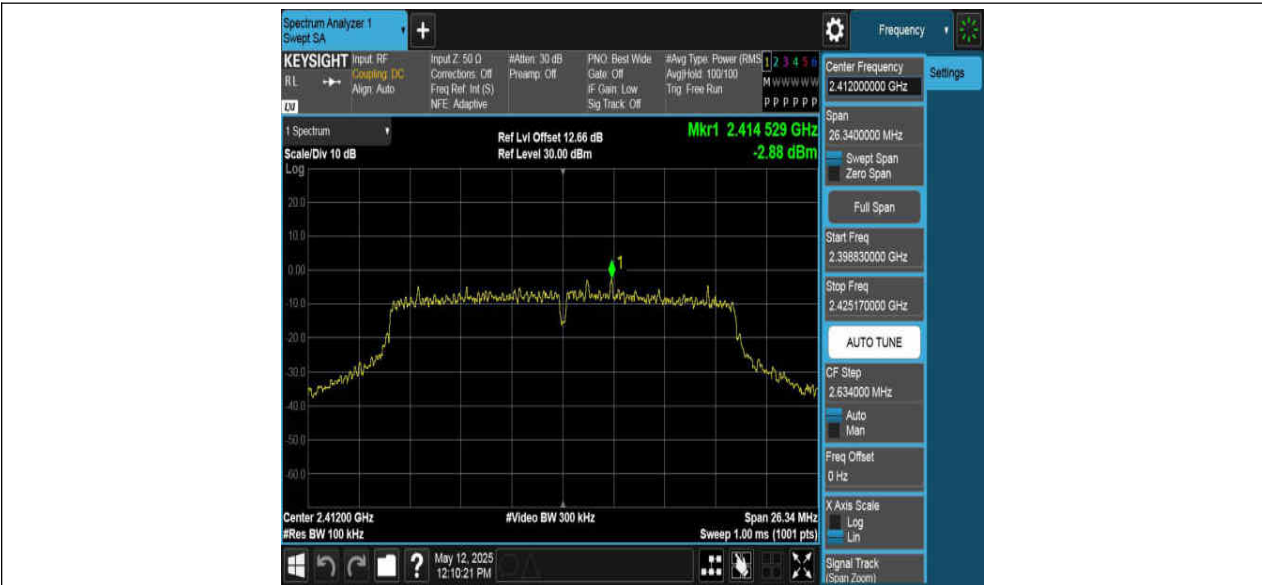 Spectrum Analyzer 1
Swept SA
+
Frequency
KEYSIGHT
RL
LXI
Input: RF
Coupling: DC
Align: Auto
Input Z: 50 Ω
Corrections: Off
Freq Ref: Int (S)
NFE: Adaptive
#Atten: 30 dB
Preamp: Off
PNO: Best Wide
Gate: Off
IF Gain: Low
Sig Track: Off
#Avg Type: Power (RMS
Avg|Hold: 100/100
Trig: Free Run
1 2 3 4 5 6
M W W W W W
P P P P P P
Center Frequency
2.412000000 GHz
Settings
Span
26.3400000 MHz
Swept Span
Zero Span
Full Span
Start Freq
2.398830000 GHz
Stop Freq
2.425170000 GHz
AUTO TUNE
CF Step
2.634000 MHz
Auto
Man
Freq Offset
0 Hz
X Axis Scale
Log
Lin
Signal Track
(Span Zoom)
1 Spectrum
Scale/Div 10 dB
Ref Lvl Offset 12.66 dB
Ref Level 30.00 dBm
Mkr1 2.414 529 GHz
-2.88 dBm
Log
20.0
10.0
0.00
-10.0
-20.0
-30.0
-40.0
-50.0
-60.0
1
Center 2.41200 GHz
#Res BW 100 kHz
#Video BW 300 kHz
Span 26.34 MHz
Sweep 1.00 ms (1001 pts)
?
May 12, 2025
12:10:21 PM